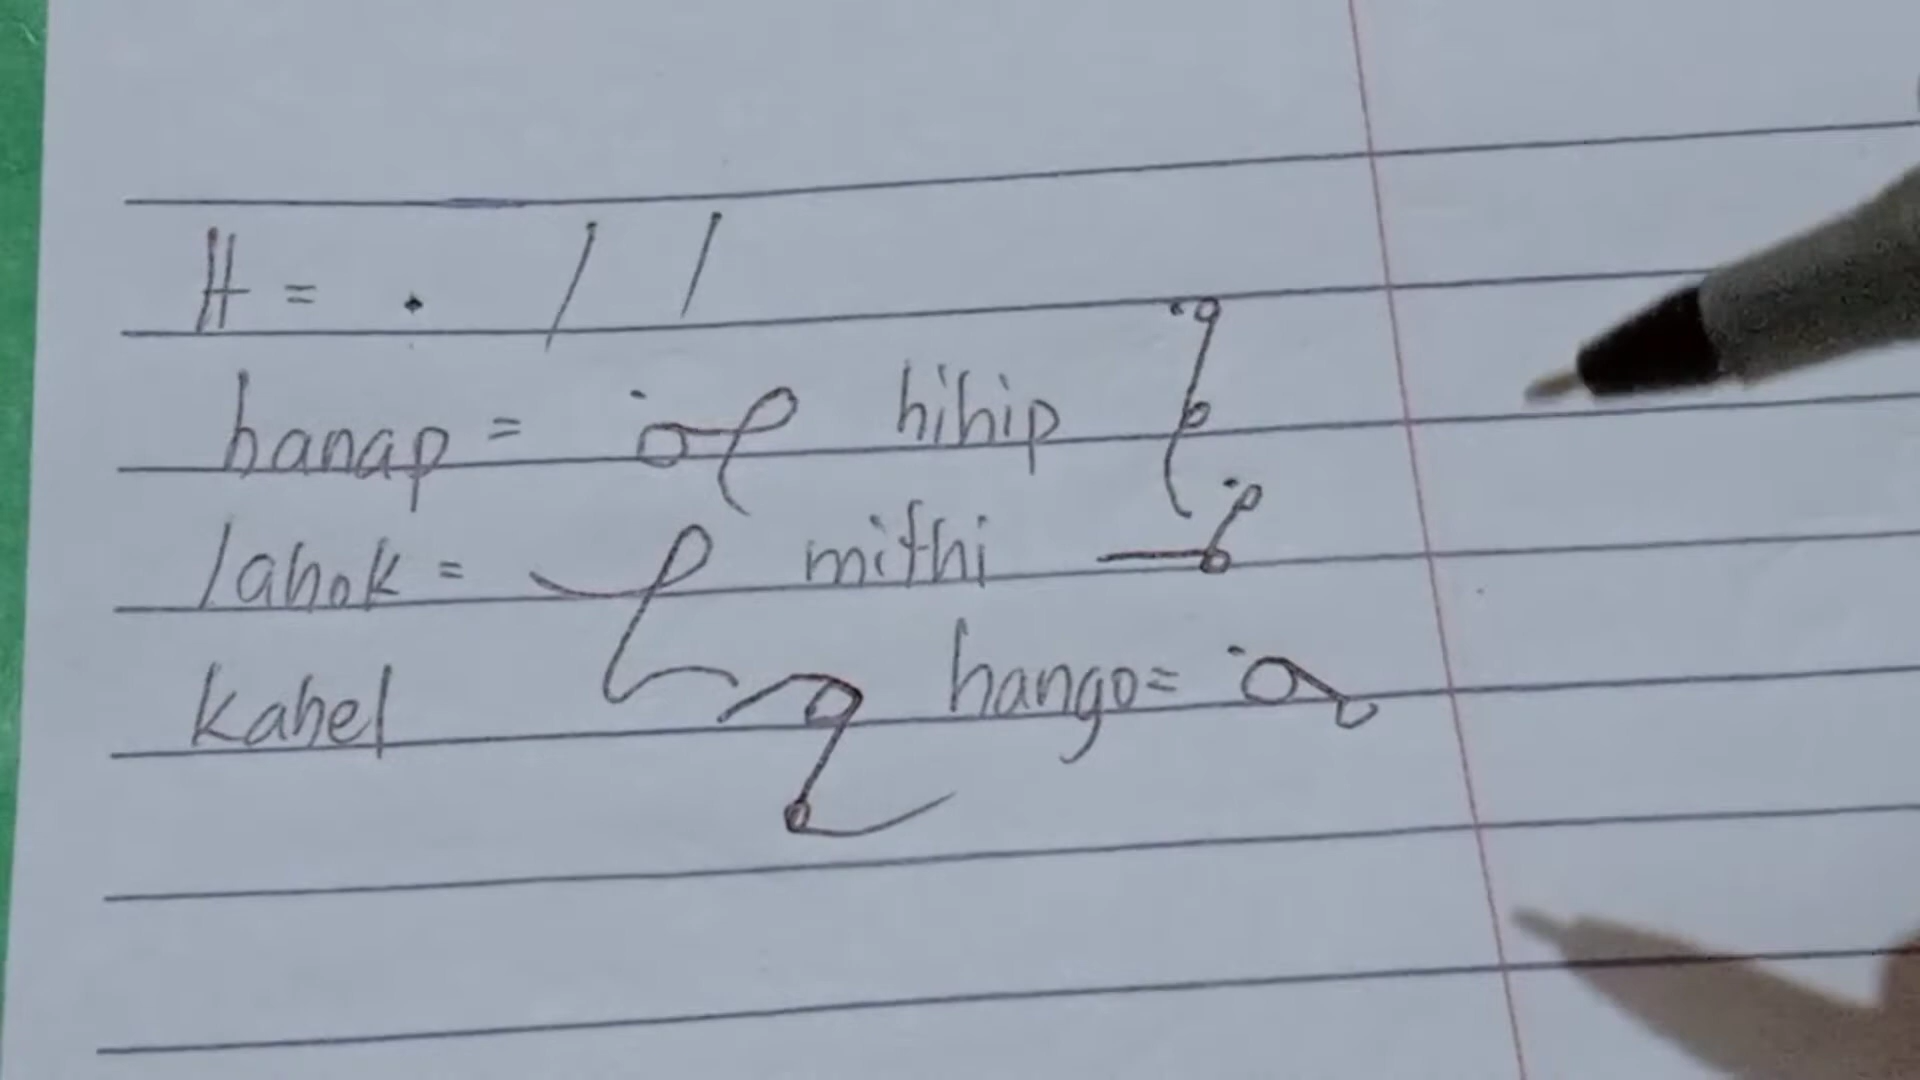 H = . / /
hanap = hihip
lahok = mithi
kahel hango =